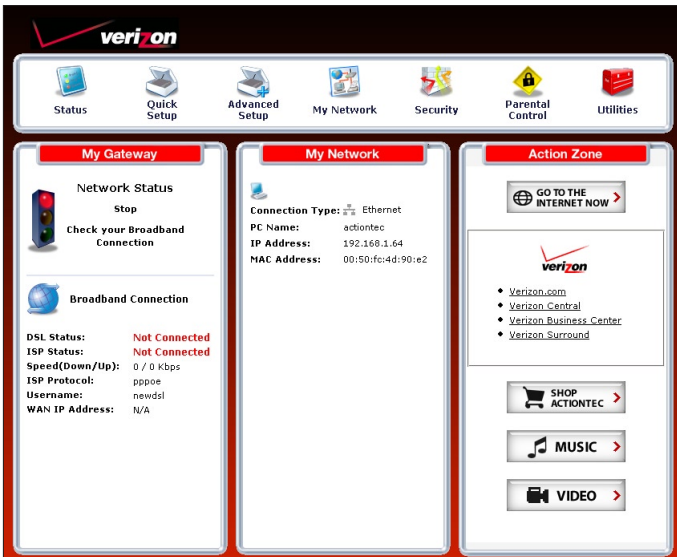 verizon
Status
Quick Setup
Advanced Setup
My Network
Security
Parental Control
Utilities
My Gateway
Network Status
Stop
Check your Broadband
Connection
Broadband Connection
DSL Status: Not Connected
ISP Status: Not Connected
Speed(Down/Up): 0 / 0 Kbps
ISP Protocol: pppoe
Username: newdsl
WAN IP Address: N/A
My Network
Connection Type: Ethernet
PC Name: actiontec
IP Address: 192.168.1.64
MAC Address: 00:50:fc:4d:90:e2
Action Zone
GO TO THE
INTERNET NOW
verizon
Verizon.com
Verizon Central
Verizon Business Center
Verizon Surround
SHOP
ACTIONTEC
MUSIC
VIDEO